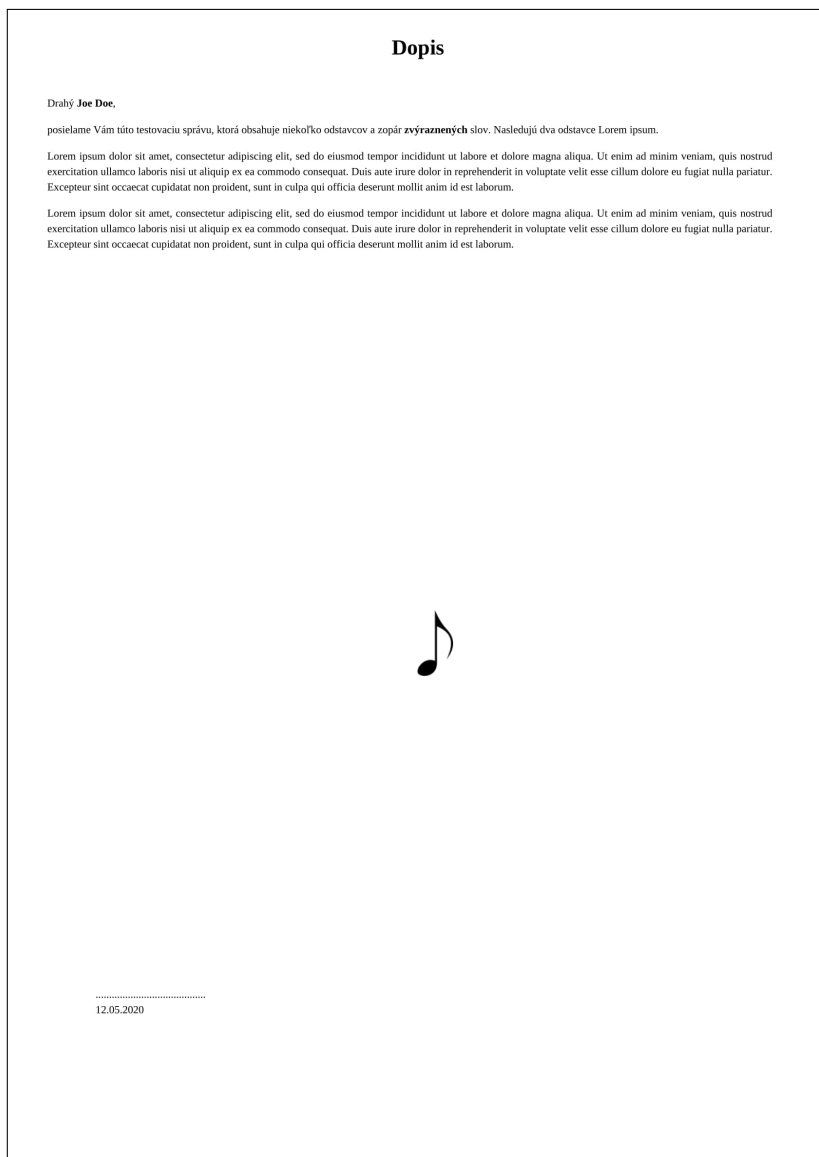 Dopis
Drahý Joe Doe,
posielame Vám túto testovaciu správu, ktorá obsahuje niekoľko odstavcov a zopár zvýraznených slov. Nasledujú dva odstavce Lorem ipsum.
Lorem ipsum dolor sit amet, consectetur adipiscing elit, sed do eiusmod tempor incididunt ut labore et dolore magna aliqua. Ut enim ad minim veniam, quis nostrud
exercitation ullamco laboris nisi ut aliquip ex ea commodo consequat. Duis aute irure dolor in reprehenderit in voluptate velit esse cillum dolore eu fugiat nulla pariatur.
Excepteur sint occaecat cupidatat non proident, sunt in culpa qui officia deserunt mollit anim id est laborum.
Lorem ipsum dolor sit amet, consectetur adipiscing elit, sed do eiusmod tempor incididunt ut labore et dolore magna aliqua. Ut enim ad minim veniam, quis nostrud
exercitation ullamco laboris nisi ut aliquip ex ea commodo consequat. Duis aute irure dolor in reprehenderit in voluptate velit esse cillum dolore eu fugiat nulla pariatur.
Excepteur sint occaecat cupidatat non proident, sunt in culpa qui officia deserunt mollit anim id est laborum.
.........................................
12.05.2020